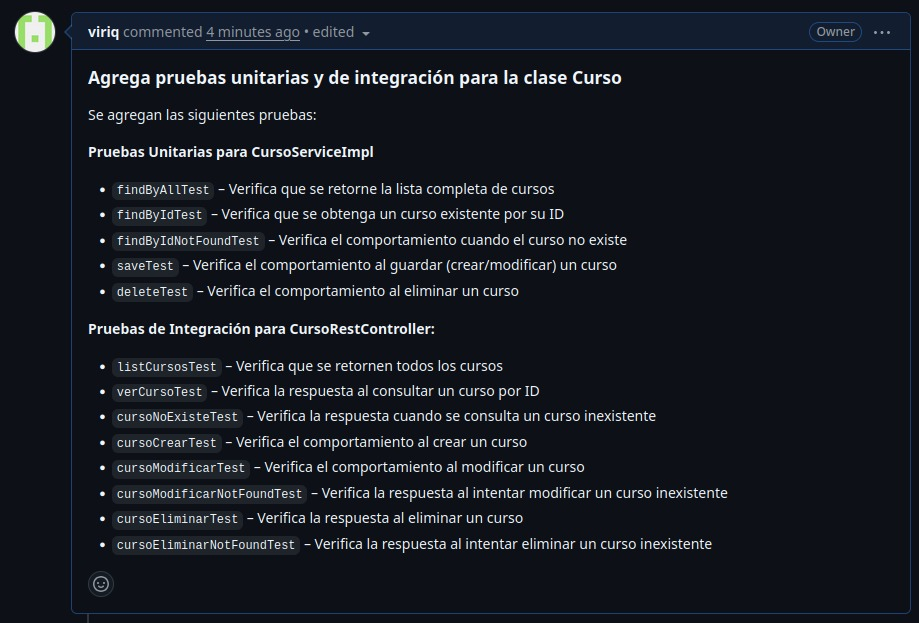 viriq commented 4 minutes ago • edited
Owner
Agrega pruebas unitarias y de integración para la clase Curso
Se agregan las siguientes pruebas:
Pruebas Unitarias para CursoServiceImpl
• findByAllTest – Verifica que se retorne la lista completa de cursos
• findByIdTest – Verifica que se obtenga un curso existente por su ID
• findByIdNotFoundTest – Verifica el comportamiento cuando el curso no existe
• saveTest – Verifica el comportamiento al guardar (crear/modificar) un curso
• deleteTest – Verifica el comportamiento al eliminar un curso
Pruebas de Integración para CursoRestController:
• listCursosTest – Verifica que se retornen todos los cursos
• verCursoTest – Verifica la respuesta al consultar un curso por ID
• cursoNoExisteTest – Verifica la respuesta cuando se consulta un curso inexistente
• cursoCrearTest – Verifica el comportamiento al crear un curso
• cursoModificarTest – Verifica el comportamiento al modificar un curso
• cursoModificarNotFoundTest – Verifica la respuesta al intentar modificar un curso inexistente
• cursoEliminarTest – Verifica la respuesta al eliminar un curso
• cursoEliminarNotFoundTest – Verifica la respuesta al intentar eliminar un curso inexistente